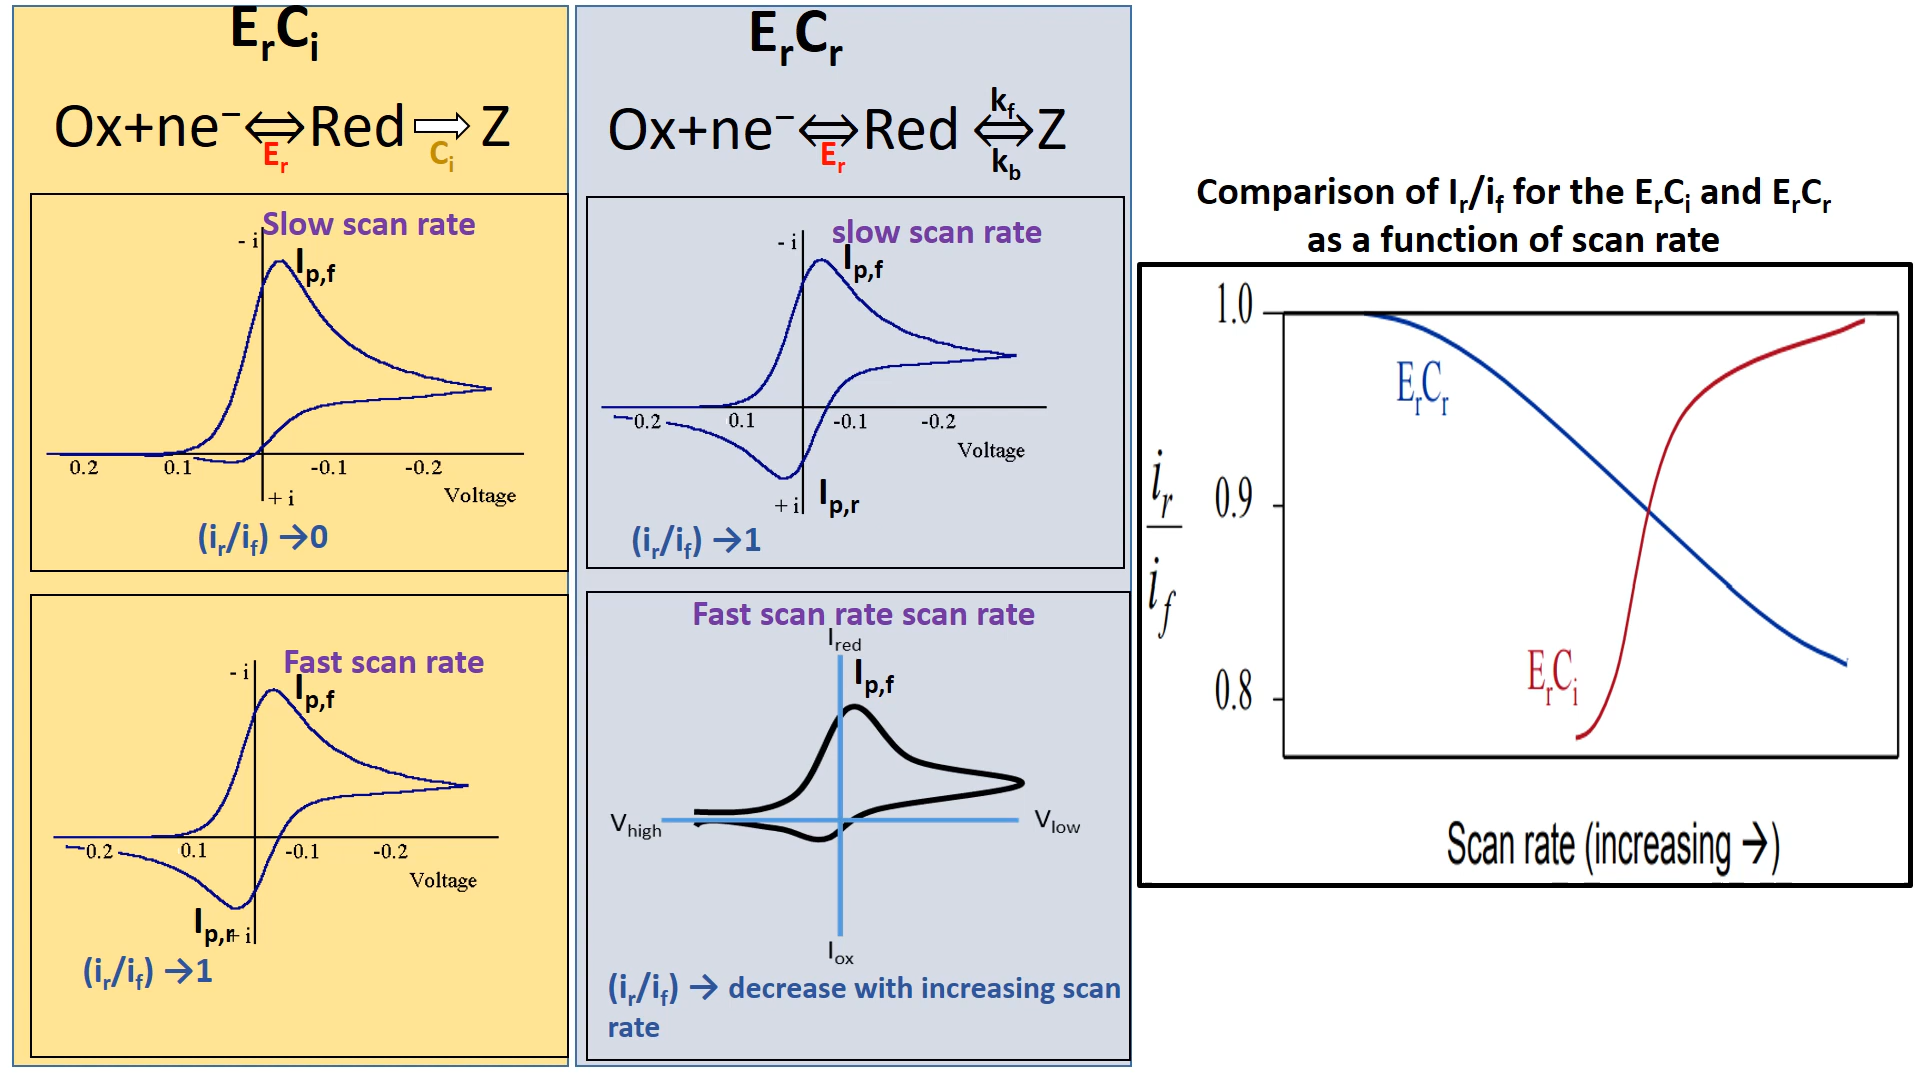 ErCi
Ox+ne⁻⇔Red⇨Z
Er
Ci
Slow scan rate
- i
Ip,f
0.2
0.1
-0.1
-0.2
Voltage
+ i
(ir/if) →0
Fast scan rate
- i
Ip,f
0.2
0.1
-0.1
-0.2
Voltage
Ip,r
+ i
(ir/if) →1
ErCr
Ox+ne⁻⇔Red⇔Z
Er
kf
kb
slow scan rate
- i
Ip,f
0.2
0.1
-0.1
-0.2
Voltage
+ i
Ip,r
(ir/if) →1
Fast scan rate scan rate
Ired
Ip,f
Vhigh
Vlow
Iox
(ir/if) → decrease with increasing scan
rate
Comparison of Ir/if for the ErCi and ErCr
as a function of scan rate
1.0
0.9
0.8
ir
if
ErCr
ErCi
Scan rate (increasing →)